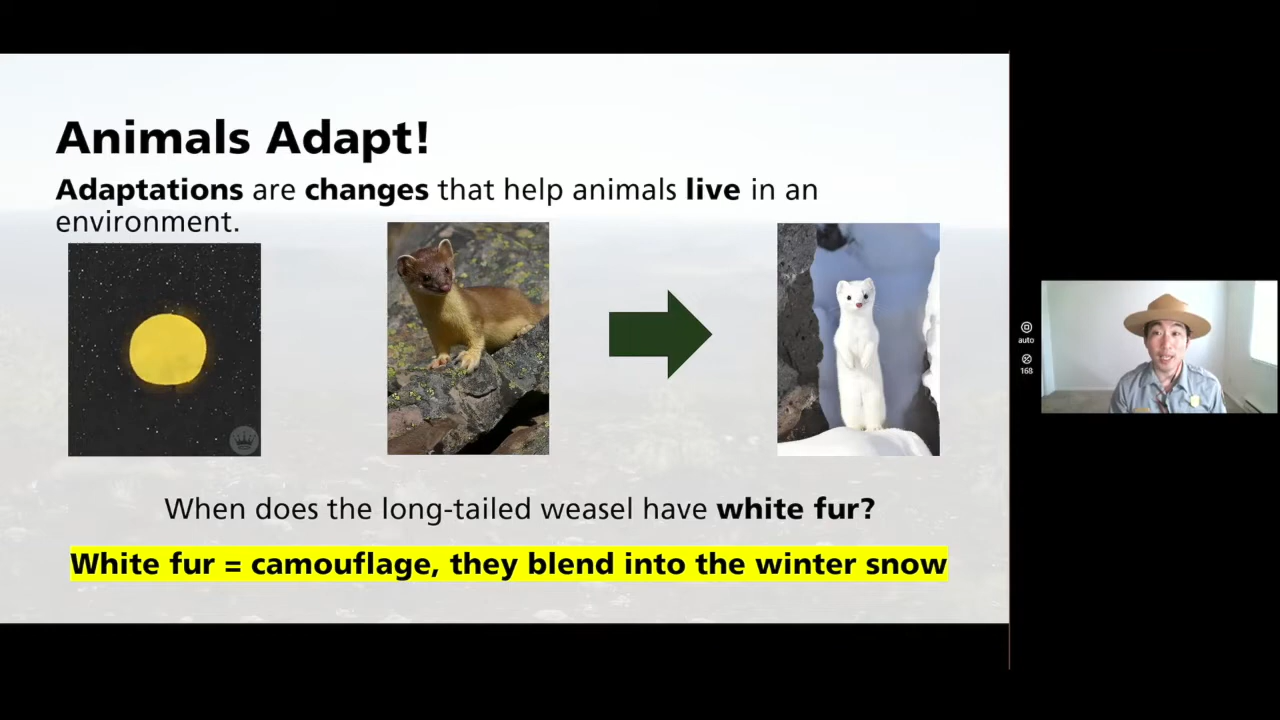 Animals Adapt!
Adaptations are changes that help animals live in an
environment.
When does the long-tailed weasel have white fur?
White fur = camouflage, they blend into the winter snow
auto
168